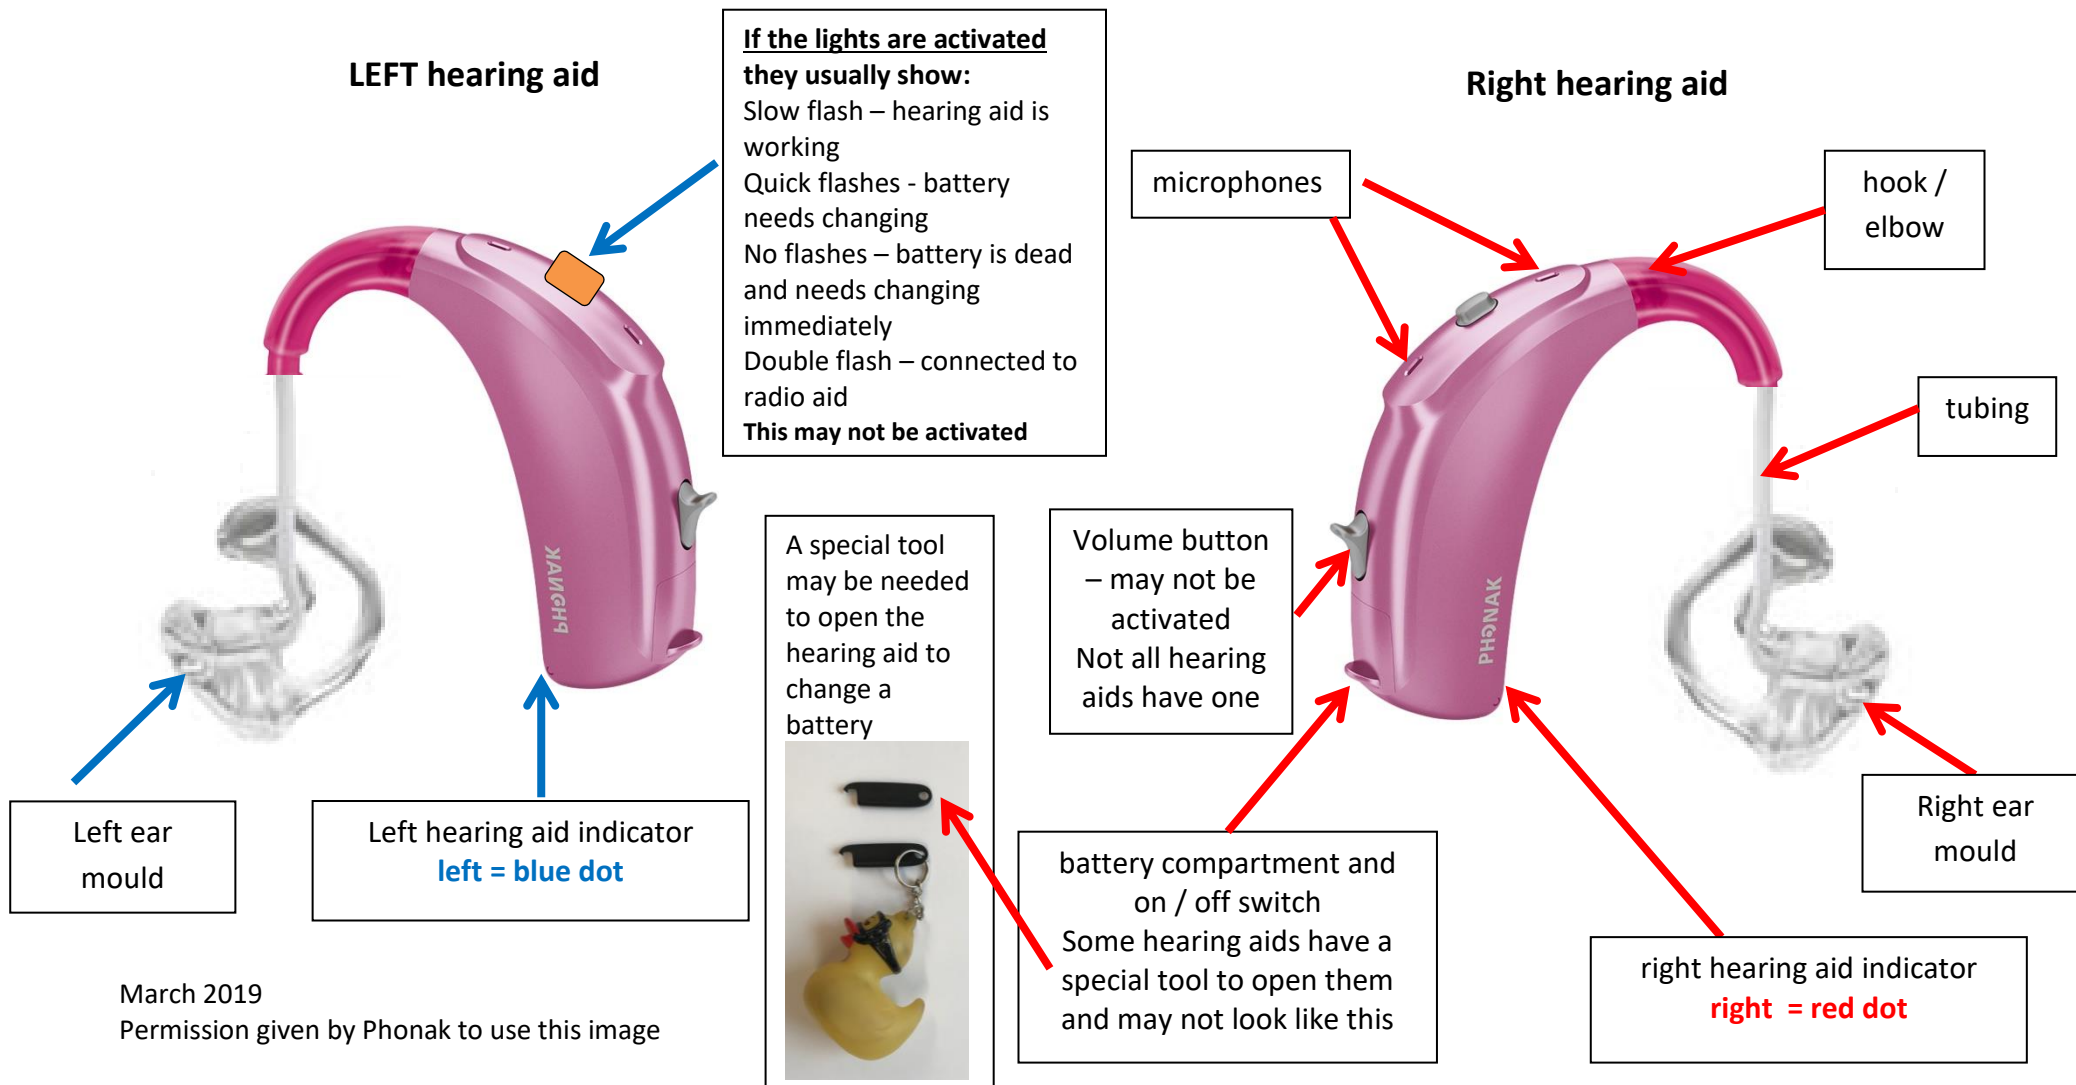 LEFT hearing aid
If the lights are activated
they usually show:
Slow flash – hearing aid is
working
Quick flashes - battery
needs changing
No flashes – battery is dead
and needs changing
immediately
Double flash – connected to
radio aid
This may not be activated
Right hearing aid
microphones
hook /
elbow
tubing
PHONAK
PHONAK
A special tool
may be needed
to open the
hearing aid to
change a
battery
Volume button
– may not be
activated
Not all hearing
aids have one
Left ear
mould
Left hearing aid indicator
left = blue dot
battery compartment and
on / off switch
Some hearing aids have a
special tool to open them
and may not look like this
Right ear
mould
right hearing aid indicator
right  = red dot
March 2019
Permission given by Phonak to use this image